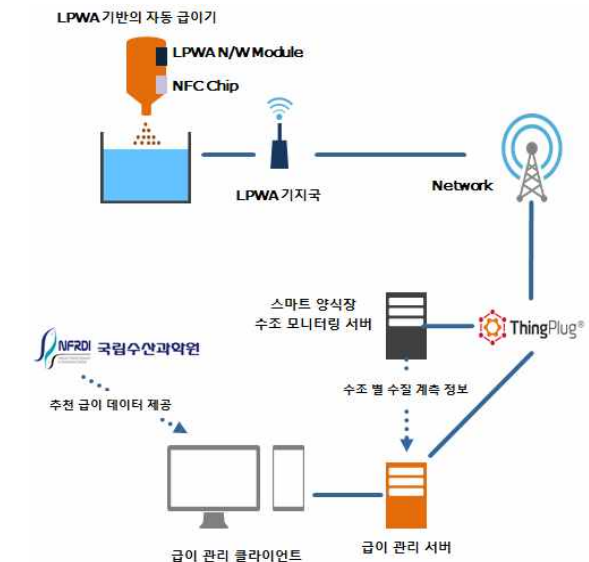 LPWA 기반의 자동 급이기
LPWA N/W Module
NFC Chip
LPWA 기지국
Network
스마트 양식장
수조 모니터링 서버
ThingPlug®
NFRDI 국립수산과학원
수조 별 수질 계측 정보
추천 급이 데이터 제공
급이 관리 클라이언트
급이 관리 서버